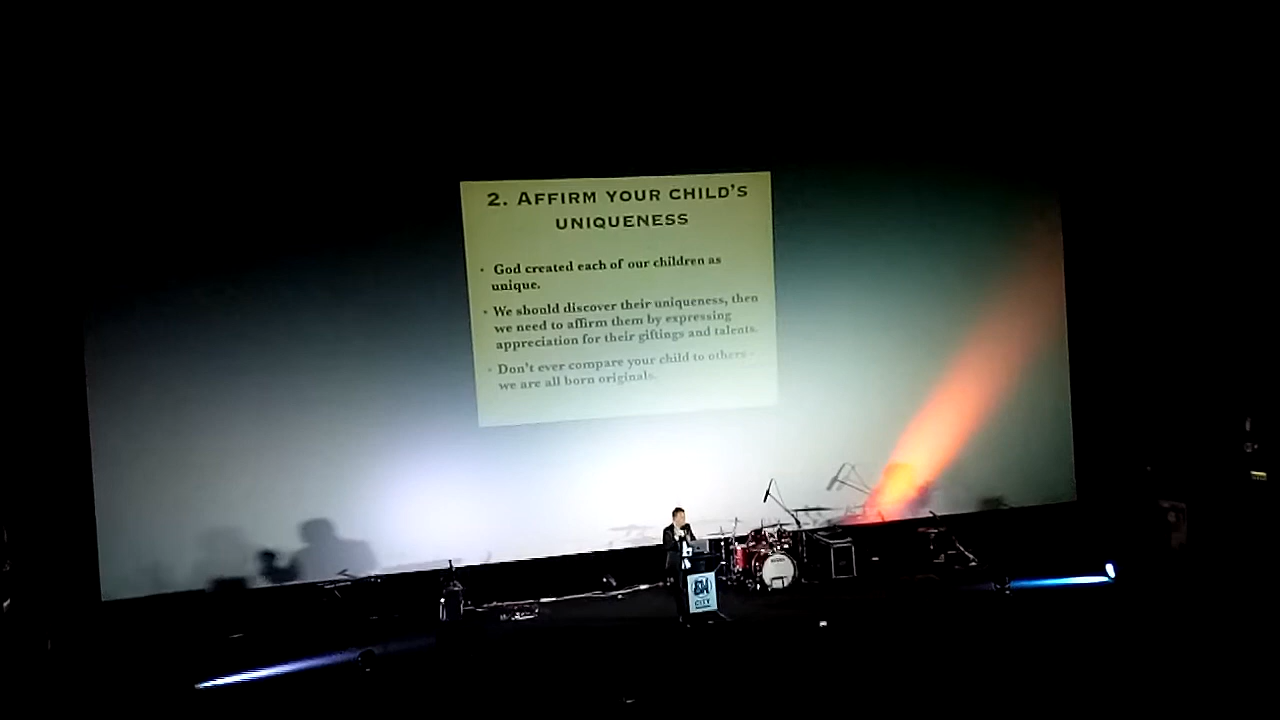 2. AFFIRM YOUR CHILD'S
UNIQUENESS
• God created each of our children as
unique.
• We should discover their uniqueness, then
we need to affirm them by expressing
appreciation for their giftings and talents.
• Don't ever compare your child to others -
we are all born originals.
SM
CITY